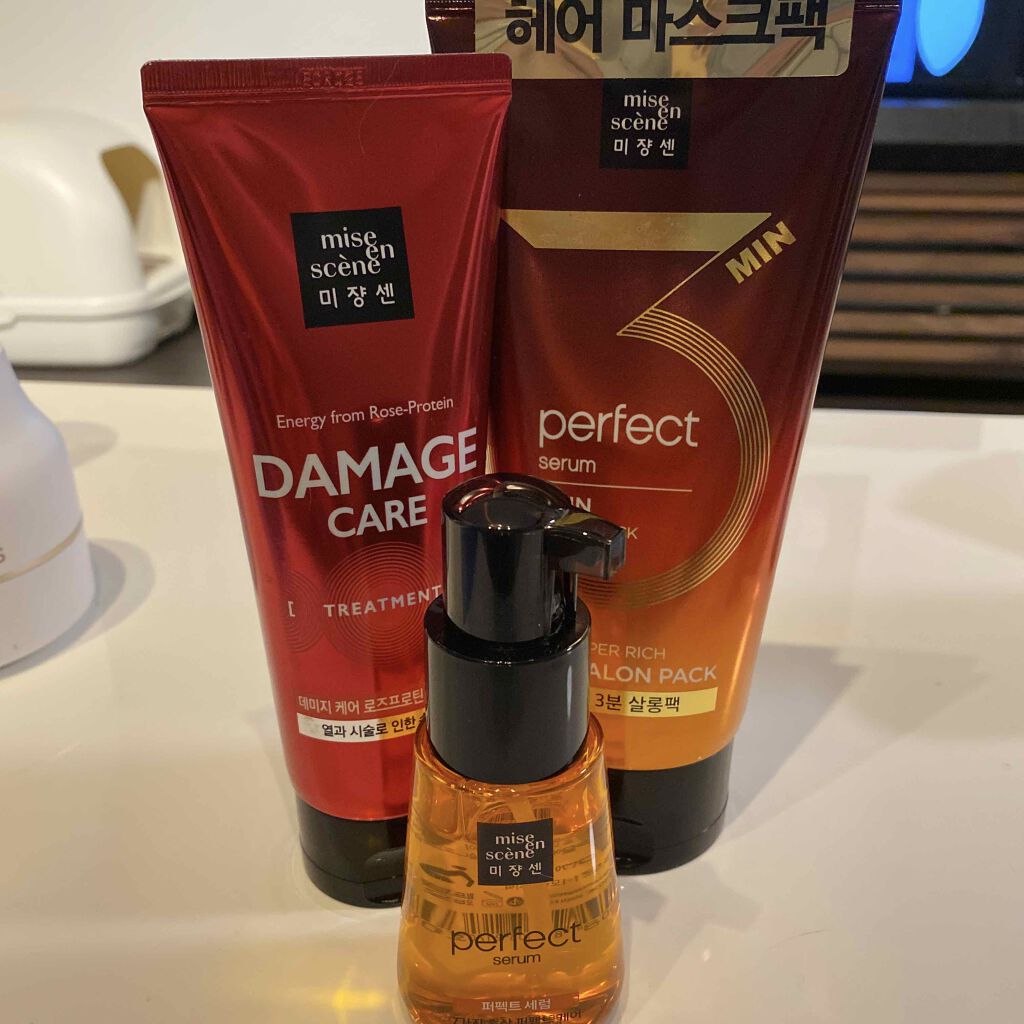 헤어 마스크팩
mise
en
scène
미쟝센
3
MIN
perfect
serum
SALON PACK
3분 살롱팩
mise
en
scène
미쟝센
Energy from Rose-Protein
DAMAGE
CARE
TREATMENT
데미지 케어 로즈프로틴
열과 시술로 인한
mise
en
scène
미쟝센
perfect
serum
퍼펙트 세럼